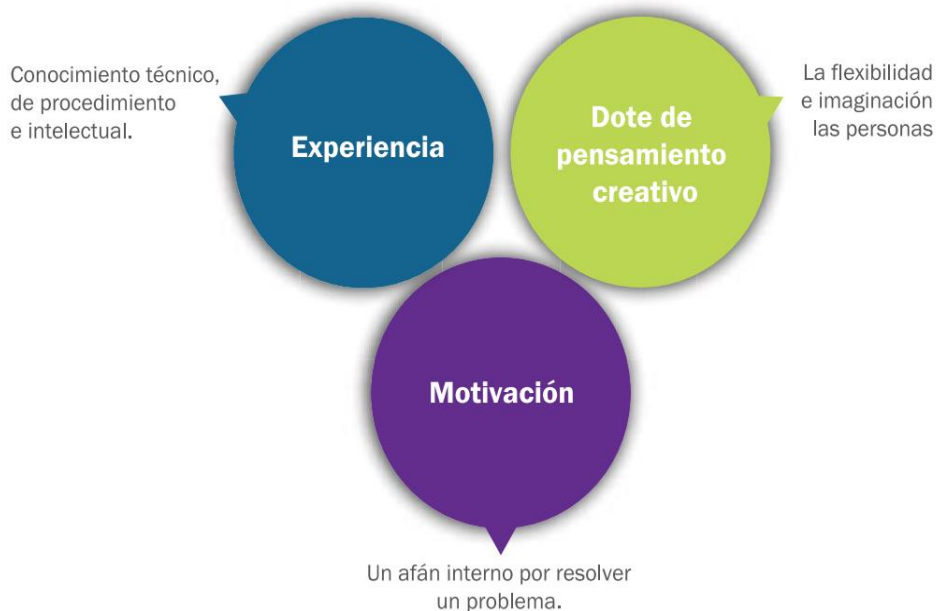 Conocimiento técnico,
de procedimiento
e intelectual.
Experiencia
Dote de
pensamiento
creativo
La flexibilidad
e imaginación
las personas
Motivación
Un afán interno por resolver
un problema.